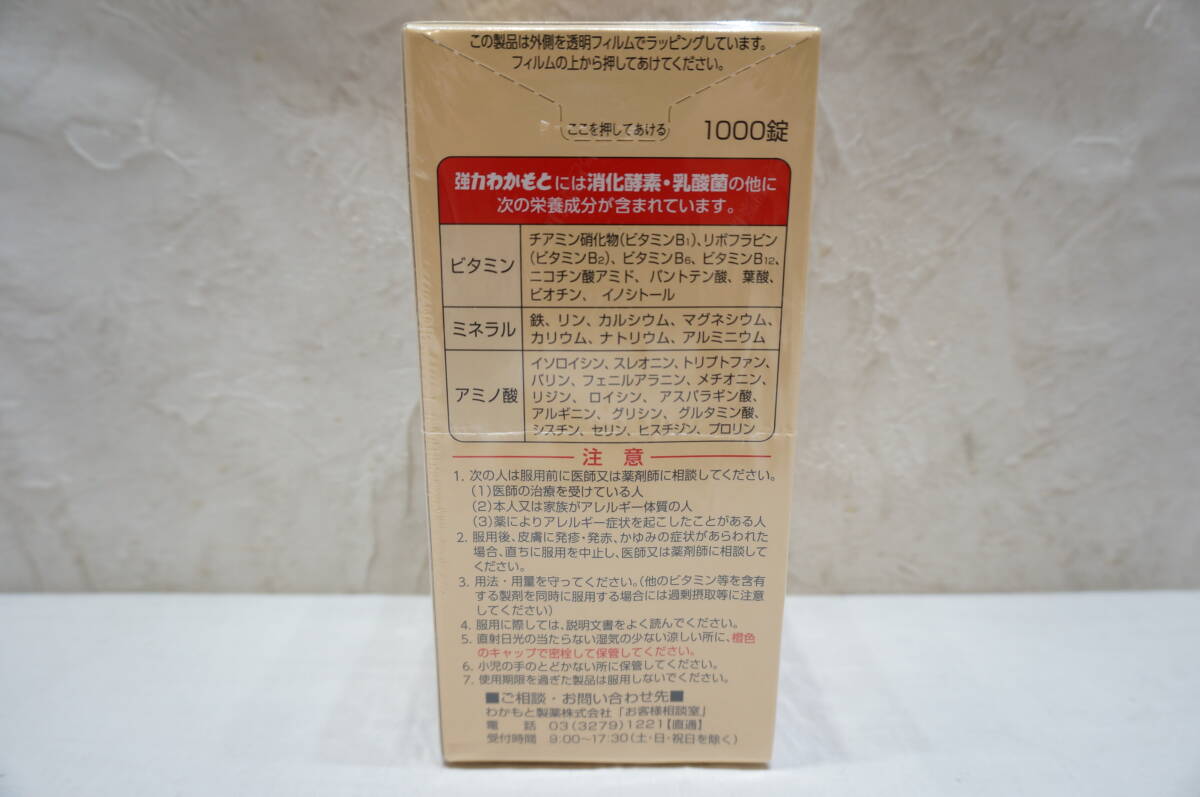 この製品は外側を透明フィルムでラッピングしています。
フィルムの上から押してあけてください。
ここを押してあける
1000錠
強力わかもとには消化酵素・乳酸菌の他に
次の栄養成分が含まれています。
ビタミン
チアミン硝化物(ビタミンB1)、リボフラビン
(ビタミンB2)、ビタミンB6、ビタミンB12、
ニコチン酸アミド、パントテン酸、葉酸、
ビオチン、イノシトール
ミネラル
鉄、リン、カルシウム、マグネシウム、
カリウム、ナトリウム、アルミニウム
アミノ酸
イソロイシン、スレオニン、トリプトファン、
バリン、フェニルアラニン、メチオニン、
リジン、ロイシン、アスパラギン酸、
アルギニン、グリシン、グルタミン酸、
シスチン、セリン、ヒスチジン、プロリン
注意
1. 次の人は服用前に医師又は薬剤師に相談してください。
(1)医師の治療を受けている人
(2)本人又は家族がアレルギー体質の人
(3)薬によりアレルギー症状を起こしたことがある人
2. 服用後、皮膚に発疹・発赤、かゆみの症状があらわれた
場合、直ちに服用を中止し、医師又は薬剤師に相談して
ください。
3. 用法・用量を守ってください。(他のビタミン等を含有
する製剤を同時に服用する場合には過剰摂取等に注意
してください)
4. 服用に際しては、説明文書をよく読んでください。
5. 直射日光の当たらない湿気の少ない涼しい所に、橙色
のキャップで密栓して保管してください。
6. 小児の手のとどかない所に保管してください。
7. 使用期限を過ぎた製品は服用しないでください。
■ご相談・お問い合わせ先■
わかもと製薬株式会社「お客様相談室」
電話 03(3279)1221【直通】
受付時間 9:00〜17:30(土・日・祝日を除く)